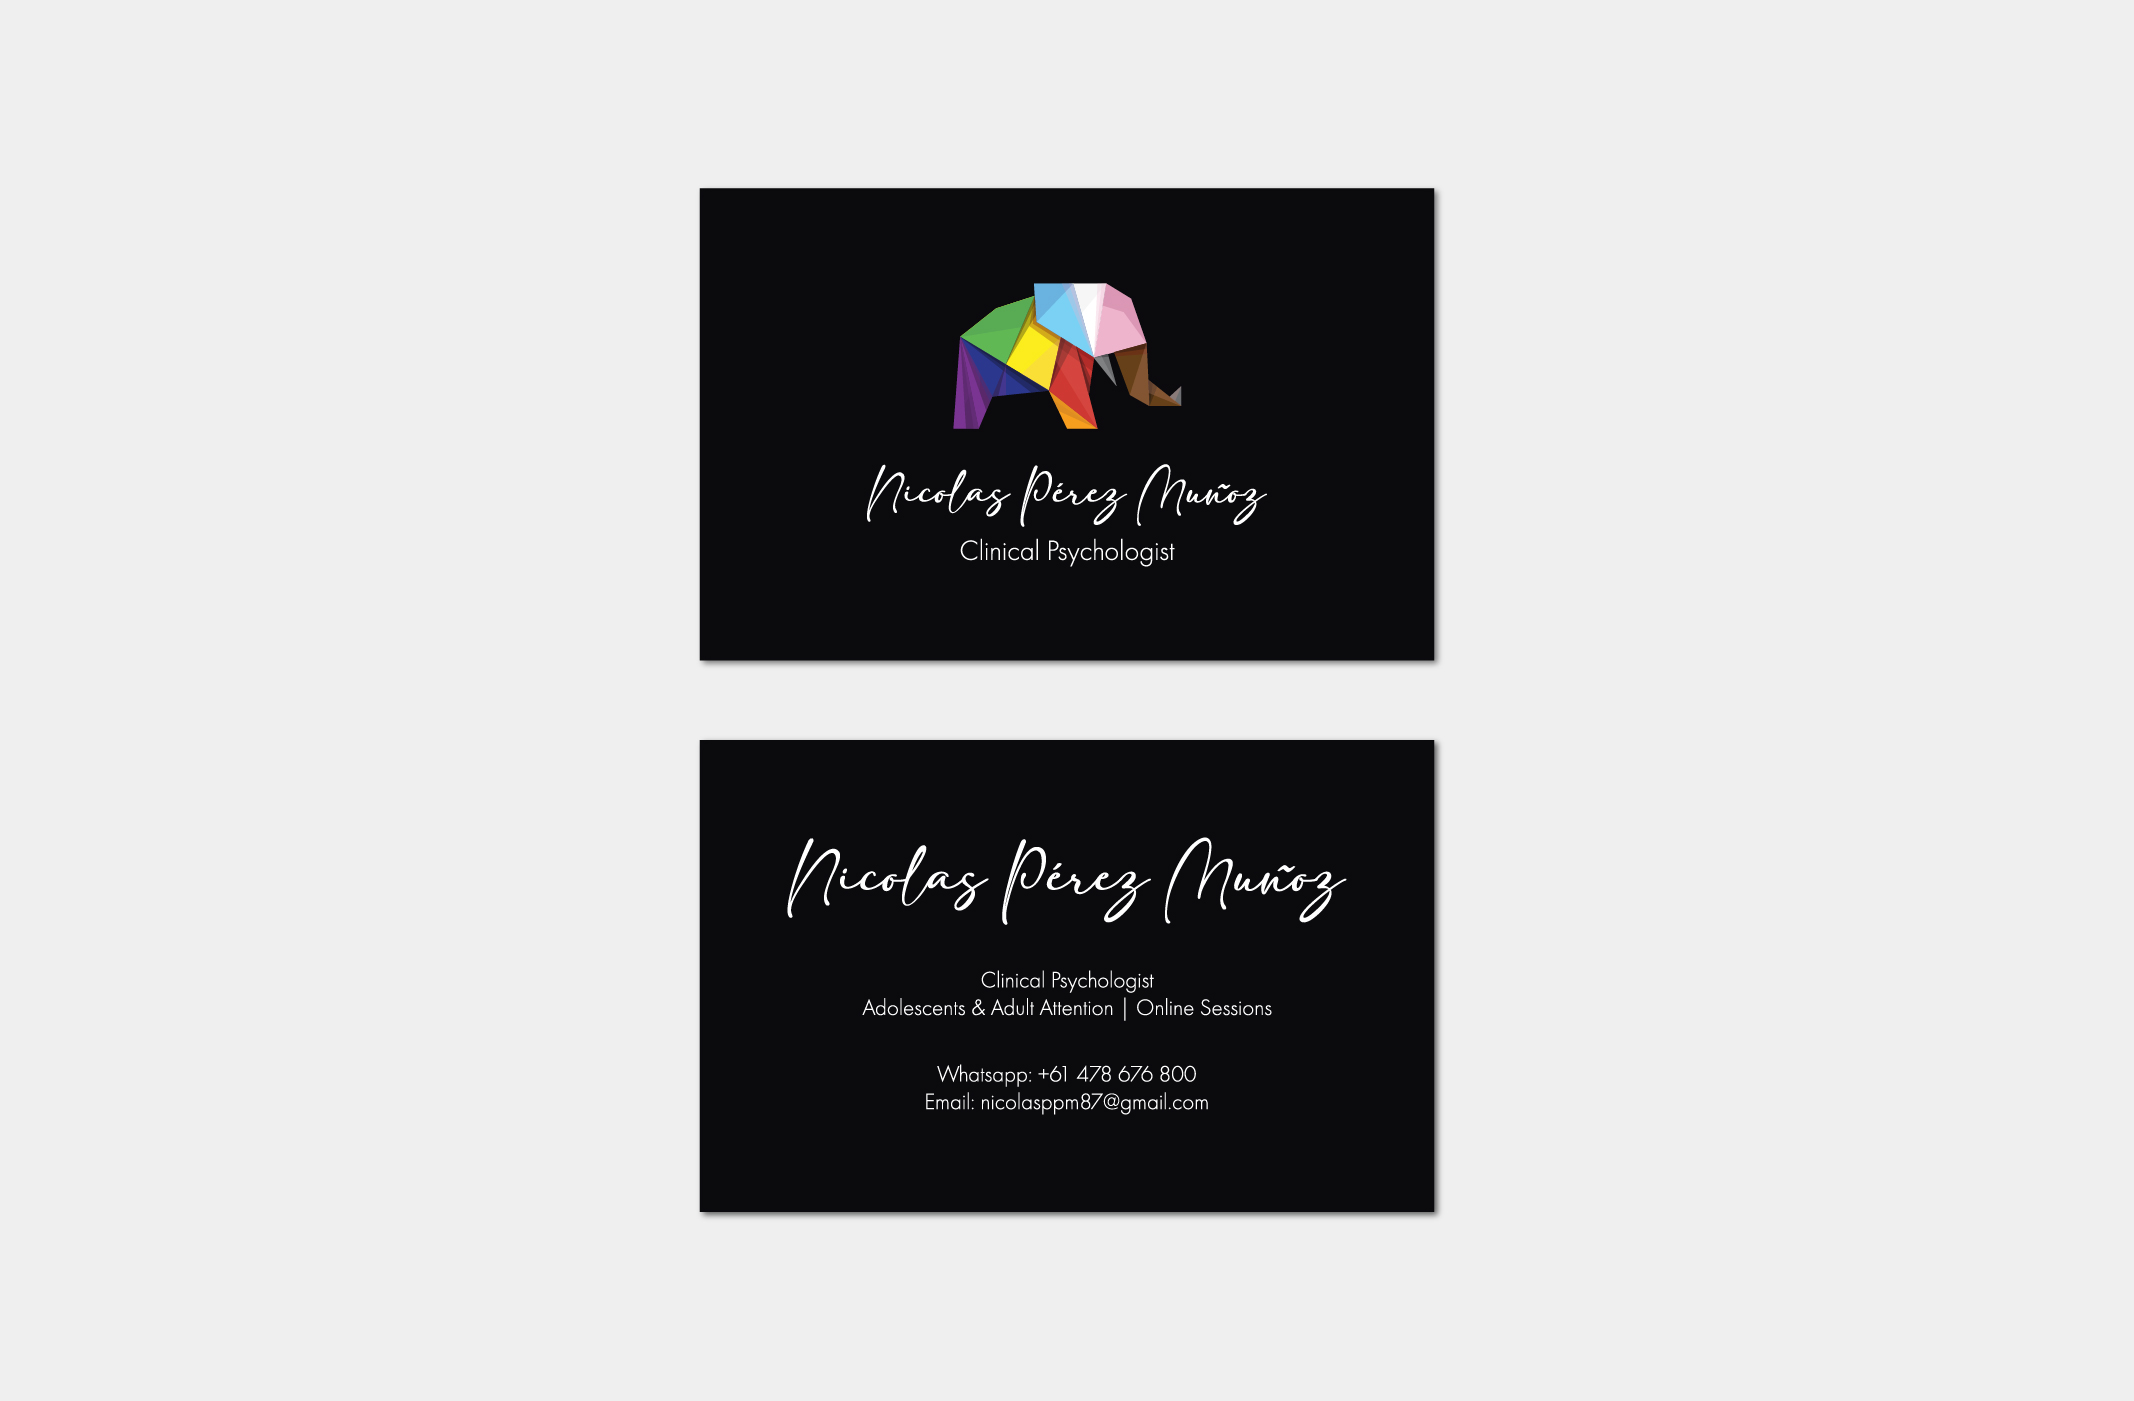 Nicolas Pérez Muñoz
Clinical Psychologist
Nicolas Pérez Muñoz
Clinical Psychologist
Adolescents & Adult Attention | Online Sessions
Whatsapp: +61 478 676 800
Email: nicolasppm87@gmail.com